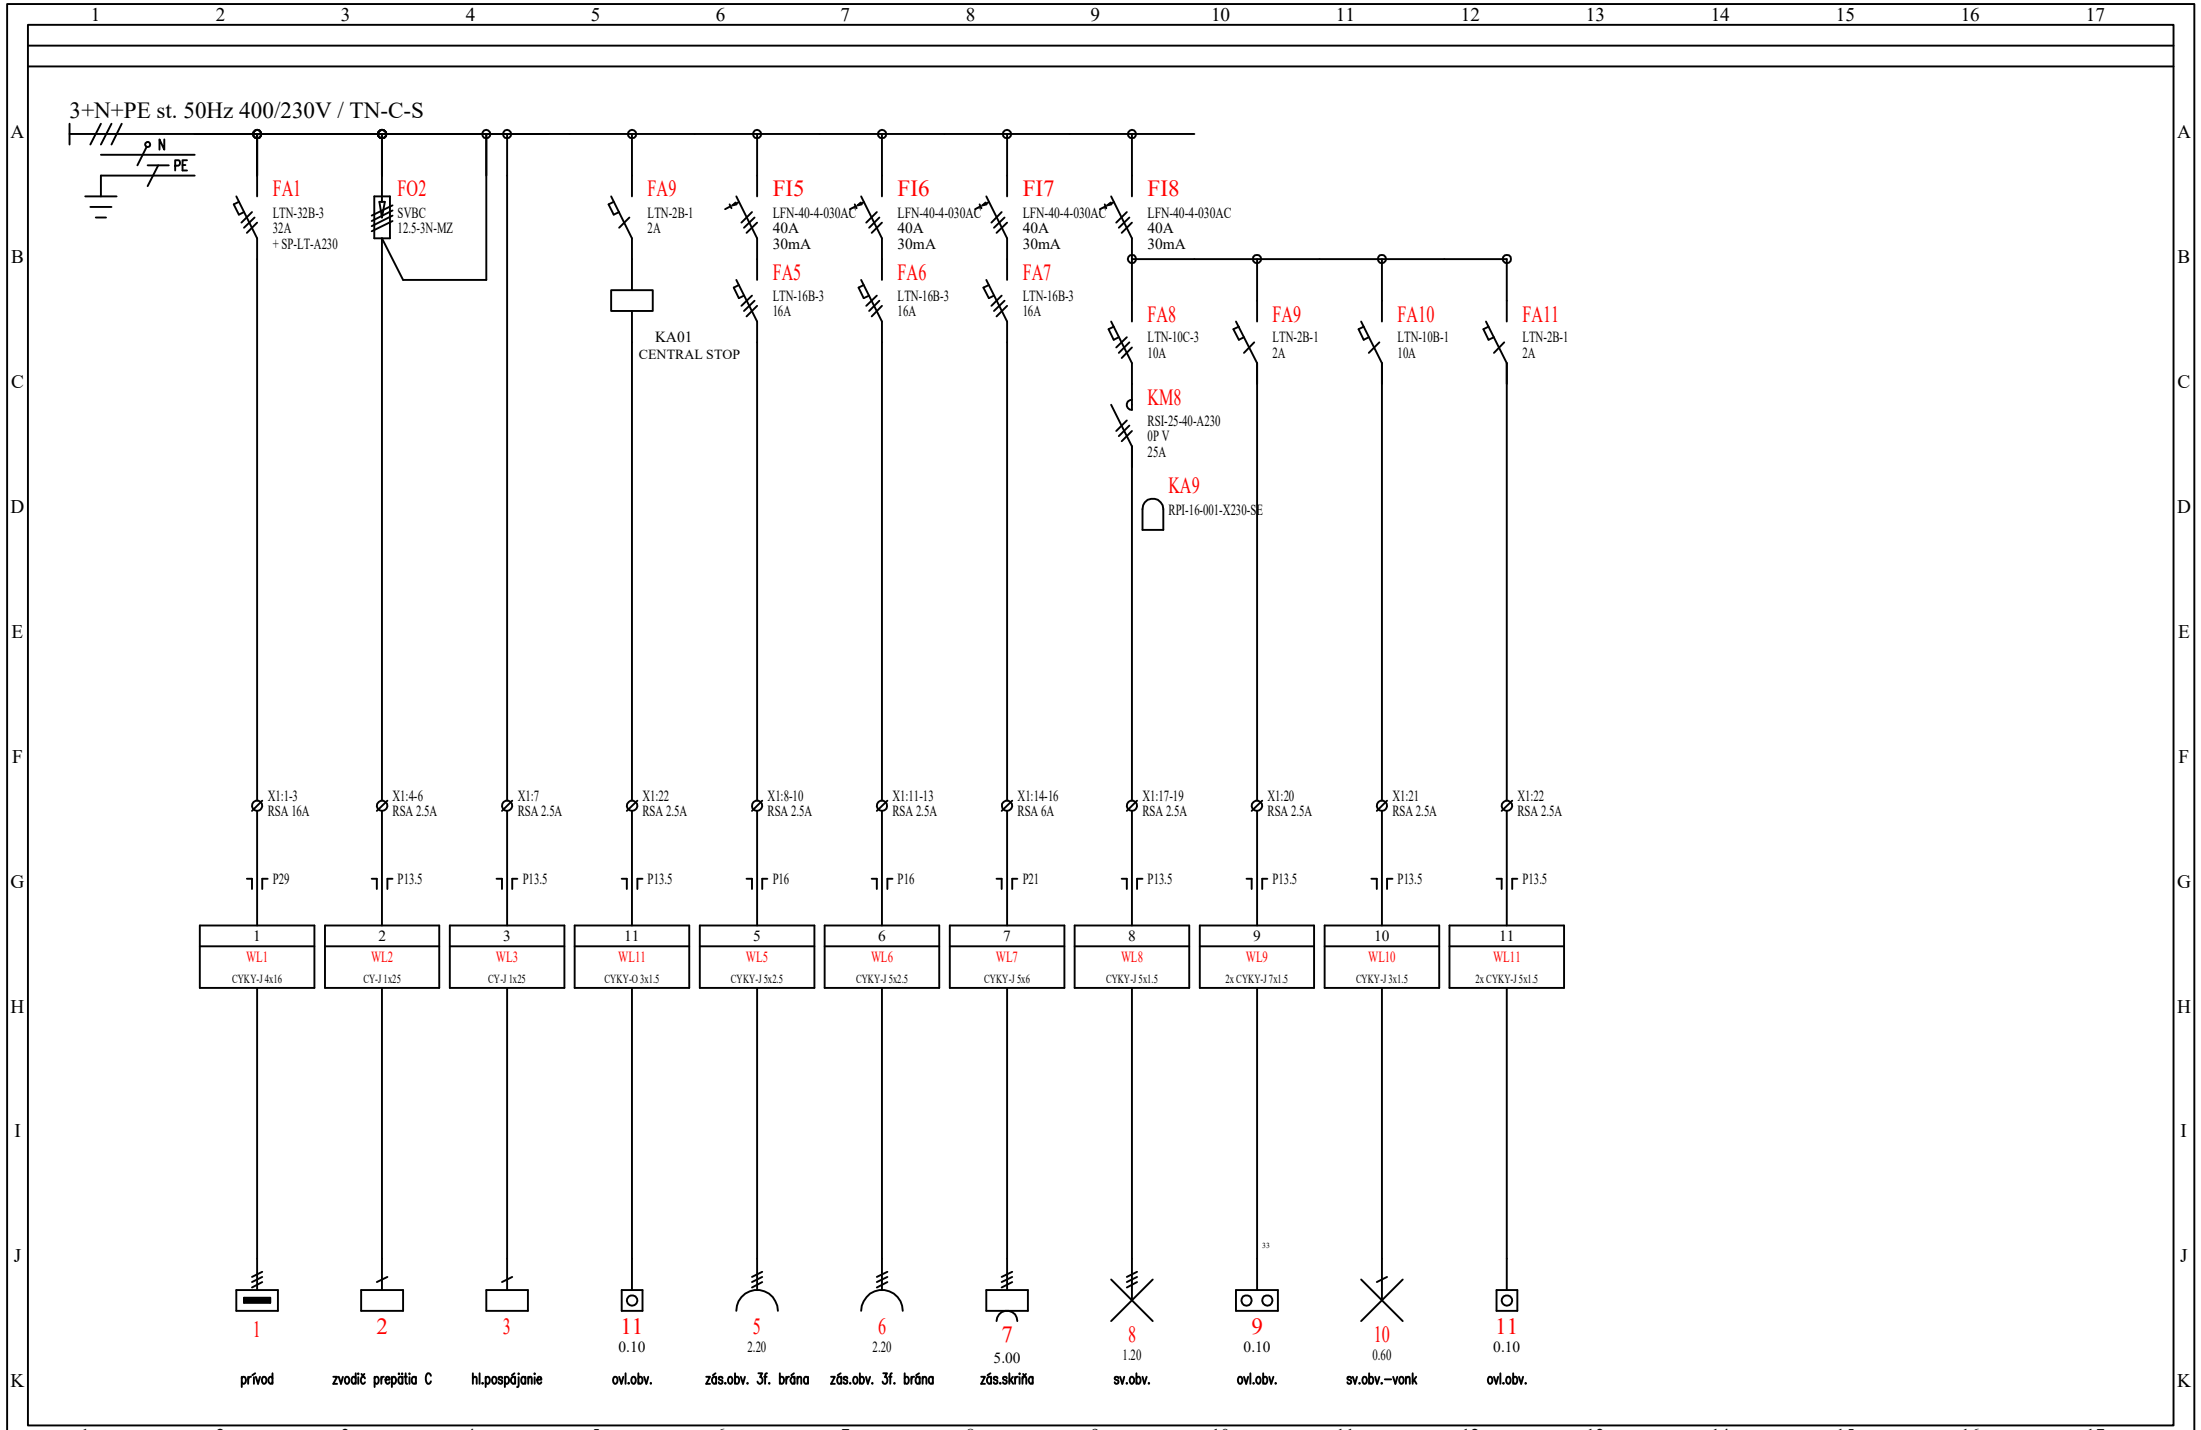 1 2 3 4 5 6 7 8 9 10 11 12 13 14 15 16 17
3+N+PE st. 50Hz 400/230V / TN-C-S
A A
N
PE
FA1
LTN-32B-3
32A
+ SP-LT-A230
FO2
SVBC
12.5-3N-MZ
FA9
LTN-2B-1
2A
FI5
LFN-40-4-030AC
40A
30mA
FI6
LFN-40-4-030AC
40A
30mA
FI7
LFN-40-4-030AC
40A
30mA
FI8
LFN-40-4-030AC
40A
30mA
B B
FA5
LTN-16B-3
16A
FA6
LTN-16B-3
16A
FA7
LTN-16B-3
16A
KA01
CENTRAL STOP
FA8
LTN-10C-3
10A
FA9
LTN-2B-1
2A
FA10
LTN-10B-1
10A
FA11
LTN-2B-1
2A
C C
KM8
RSI-25-40-A230
0P V
25A
KA9
RPI-16-001-X230-SE
D D
E E
F F
X1:1-3
RSA 16A
X1:4-6
RSA 2.5A
X1:7
RSA 2.5A
X1:22
RSA 2.5A
X1:8-10
RSA 2.5A
X1:11-13
RSA 2.5A
X1:14-16
RSA 6A
X1:17-19
RSA 2.5A
X1:20
RSA 2.5A
X1:21
RSA 2.5A
X1:22
RSA 2.5A
G P29 P13.5 P13.5 P13.5 P16 P16 P21 P13.5 P13.5 P13.5 P13.5 G
1 2 3 11 5 6 7 8 9 10 11
WL1 WL2 WL3 WL11 WL5 WL6 WL7 WL8 WL9 WL10 WL11
CYKY-J 4x16 CY-J 1x25 CY-J 1x25 CYKY-O 3x1.5 CYKY-J 5x2.5 CYKY-J 5x2.5 CYKY-J 5x6 CYKY-J 5x1.5 2x CYKY-J 7x1.5 CYKY-J 3x1.5 2x CYKY-J 5x1.5
H H
I I
J 33 J
1 2 3 11 5 6 7 8 9 10 11
0.10 2.20 2.20 5.00 1.20 0.10 0.60 0.10
K prívod zvodič prepätia C hl.pospájanie ovl.obv. zás.obv. 3f. brána zás.obv. 3f. brána zás.skriňa sv.obv. ovl.obv. sv.obv.-vonk ovl.obv. K